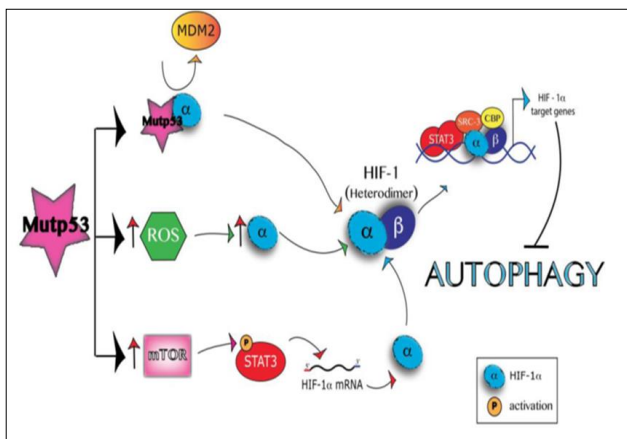 MDM2
Mutp53 α
HIF - 1α
target genes
STAT3 SRC-3 CBP
α β
HIF-1
(Heterodimer)
α β
Mutp53
ROS
α
AUTOPHAGY
mTOR
P
STAT3
HIF-1α mRNA
α
α HIF-1α
P activation